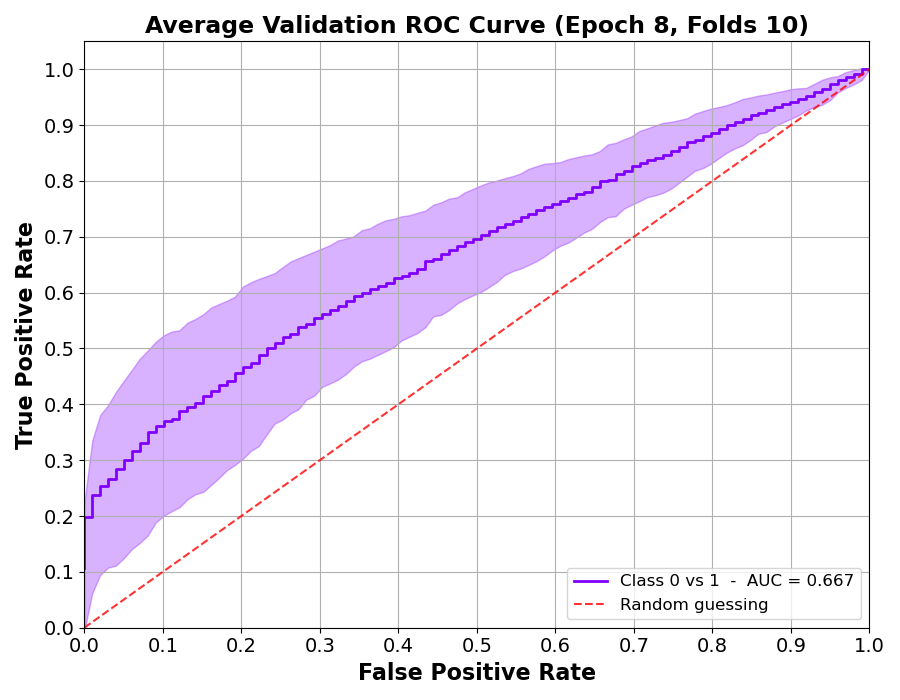 Average Validation ROC Curve (Epoch 8, Folds 10)
True Positive Rate
1.0
0.9
0.8
0.7
0.6
0.5
0.4
0.3
0.2
0.1
0.0
Class 0 vs 1 - AUC = 0.667
Random guessing
0.0 0.1 0.2 0.3 0.4 0.5 0.6 0.7 0.8 0.9 1.0
False Positive Rate